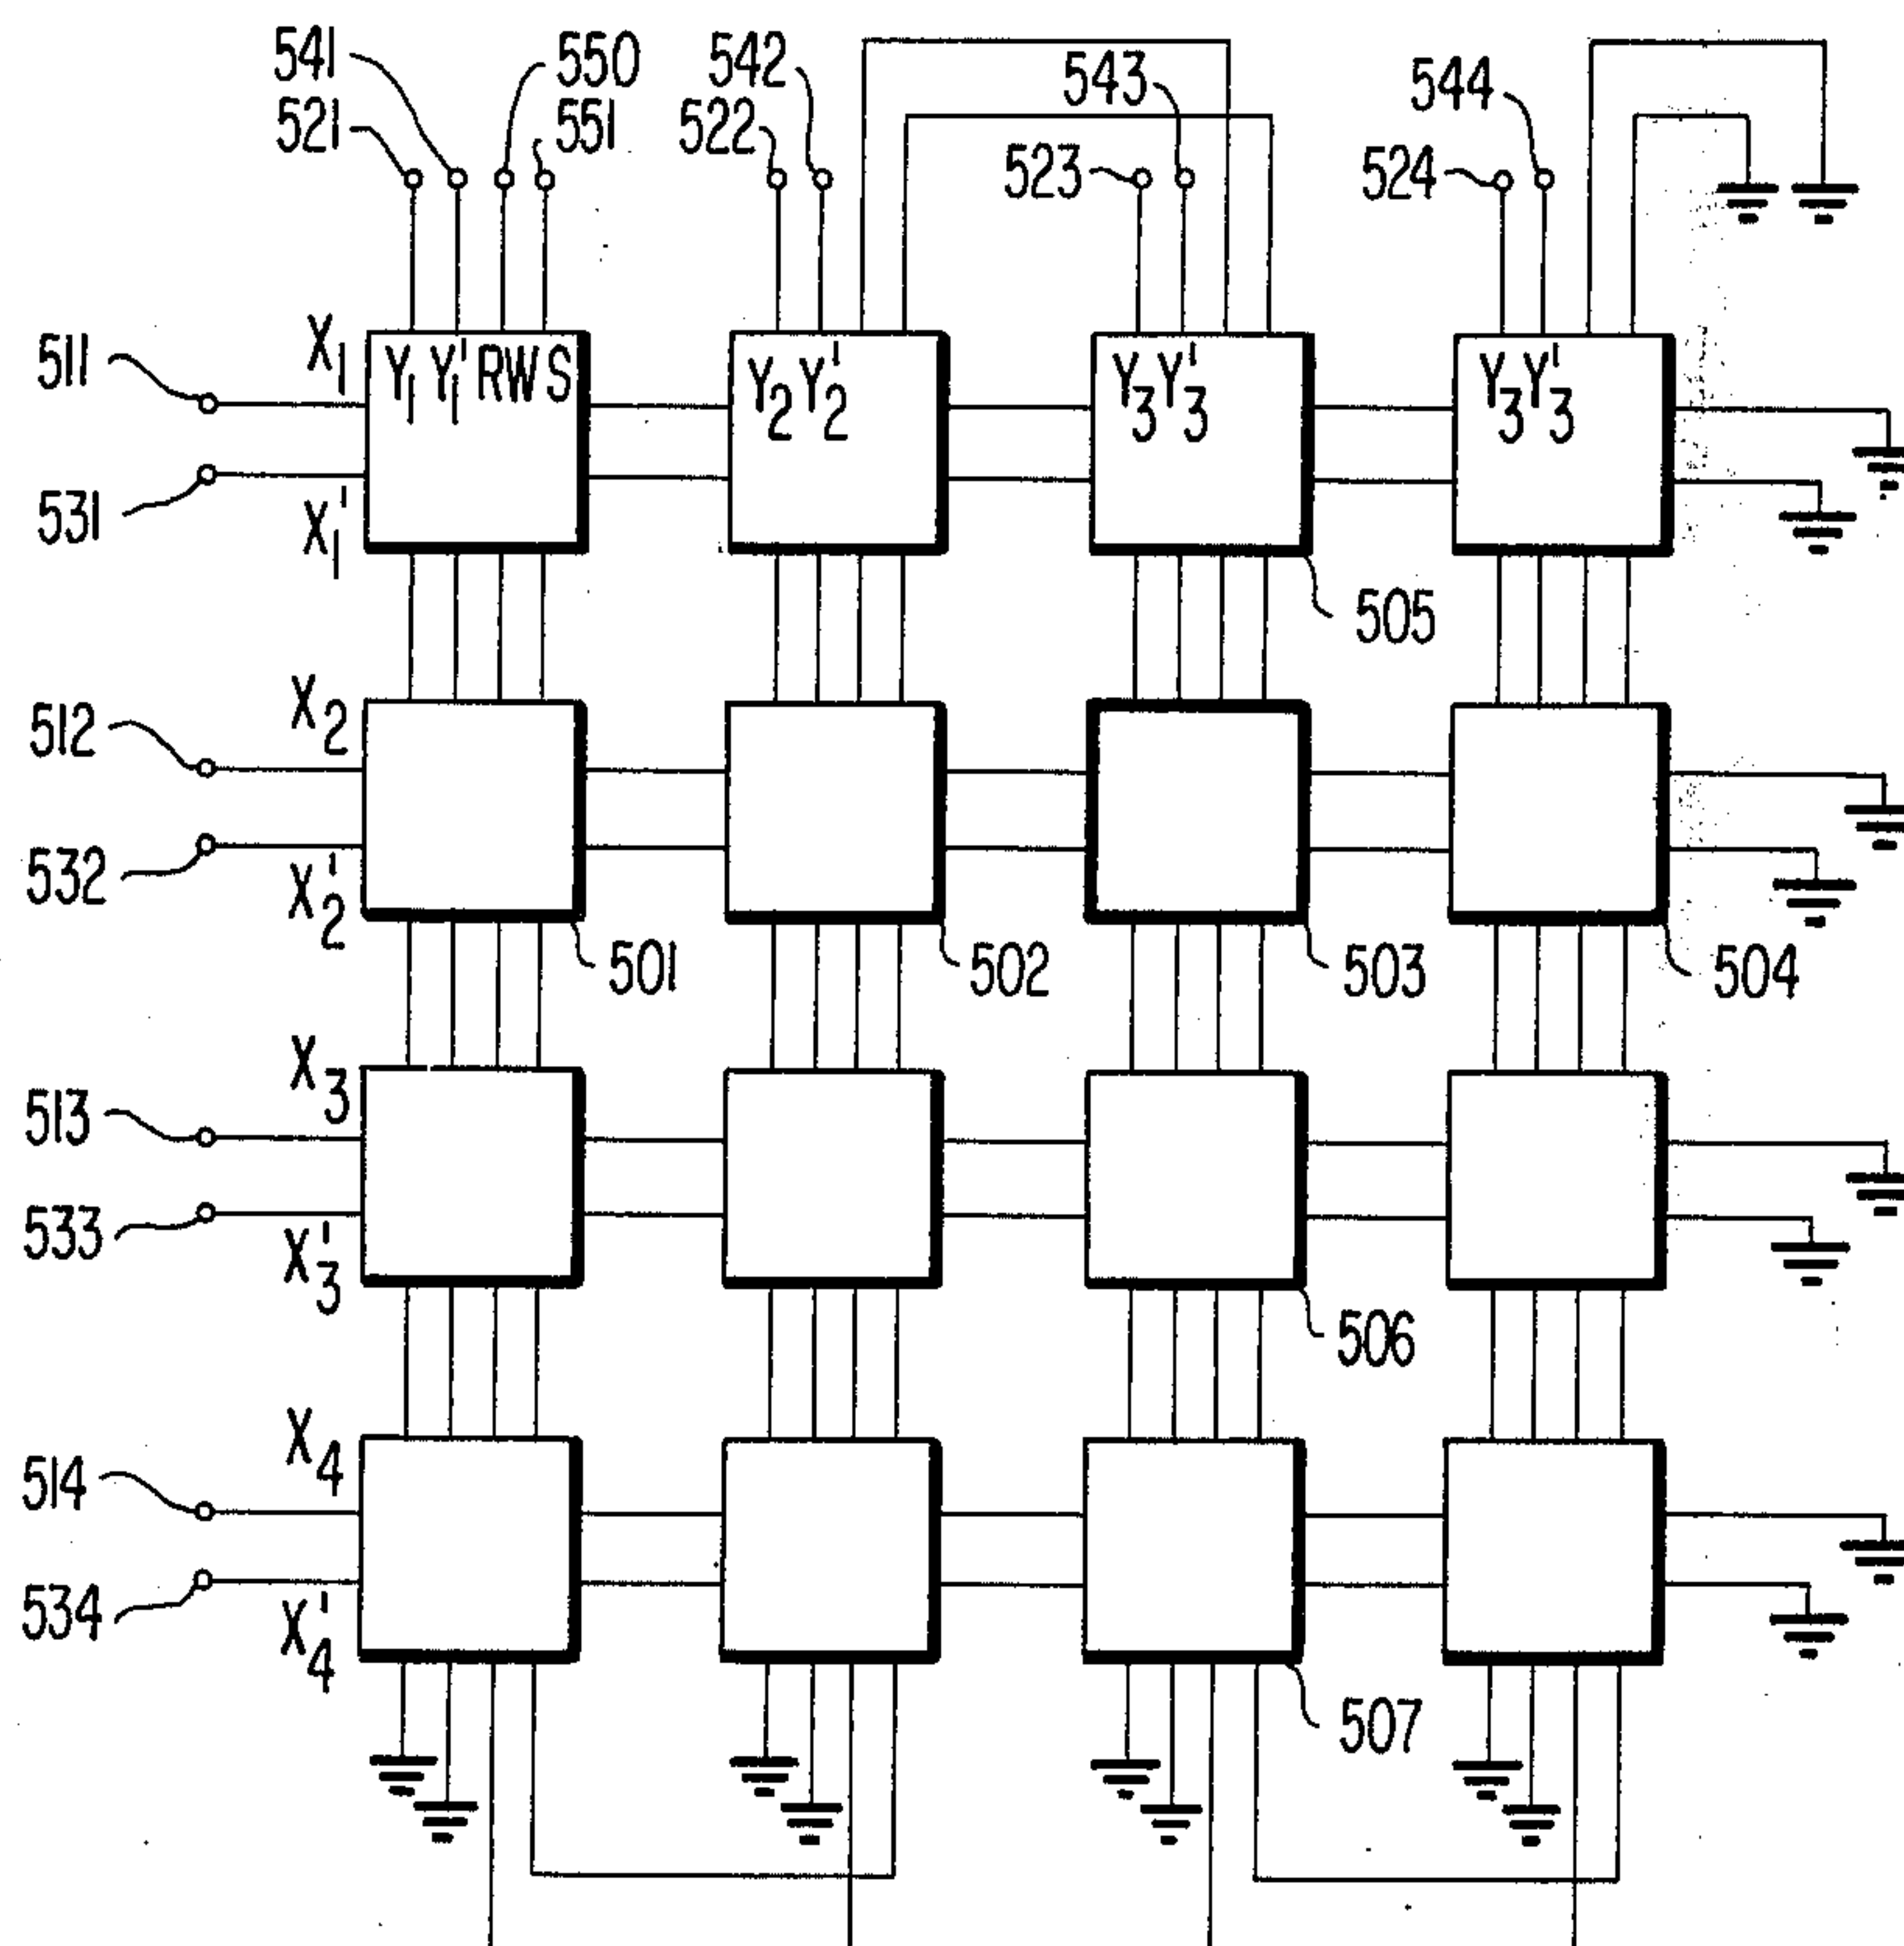 541 550 542 543 544
521 551 522 523 524
511 X1 Y1 Y1' RW S Y2 Y2' Y3 Y3' Y3 Y3'
531 X1'
505
512 X2
532 X2'
501 502 503 504
513 X3
533 X3'
506
514 X4
534 X4'
507